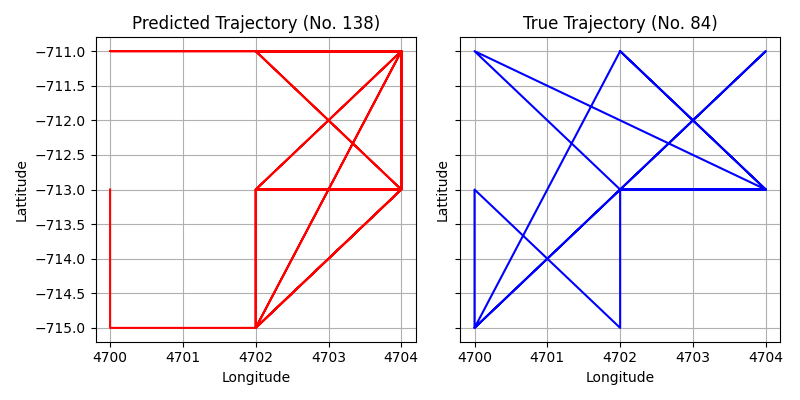 Predicted Trajectory (No. 138)
True Trajectory (No. 84)
Lattitude
−711.0
−711.5
−712.0
−712.5
−713.0
−713.5
−714.0
−714.5
−715.0
4700 4701 4702 4703 4704
Longitude
Lattitude
4700 4701 4702 4703 4704
Longitude